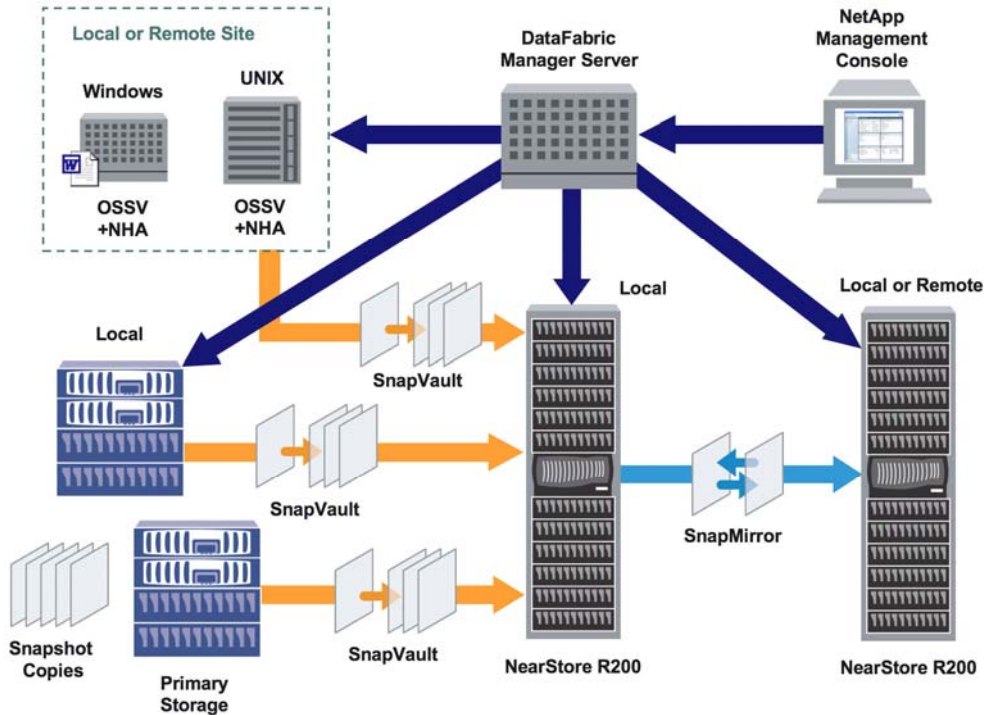 Local or Remote Site
Windows
UNIX
W
OSSV
+NHA
OSSV
+NHA
DataFabric
Manager Server
NetApp
Management
Console
Local
SnapVault
Local
Local or Remote
SnapVault
SnapMirror
Snapshot
Copies
Primary
Storage
SnapVault
NearStore R200
NearStore R200